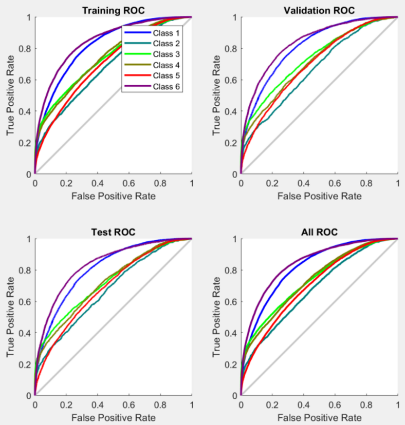 Training ROC
Validation ROC
True Positive Rate
1
0.8
0.6
0.4
0.2
0
Class 1
Class 2
Class 3
Class 4
Class 5
Class 6
0 0.2 0.4 0.6 0.8 1
False Positive Rate
True Positive Rate
1
0.8
0.6
0.4
0.2
0
0 0.2 0.4 0.6 0.8 1
False Positive Rate
Test ROC
All ROC
True Positive Rate
1
0.8
0.6
0.4
0.2
0
0 0.2 0.4 0.6 0.8 1
False Positive Rate
True Positive Rate
1
0.8
0.6
0.4
0.2
0
0 0.2 0.4 0.6 0.8 1
False Positive Rate